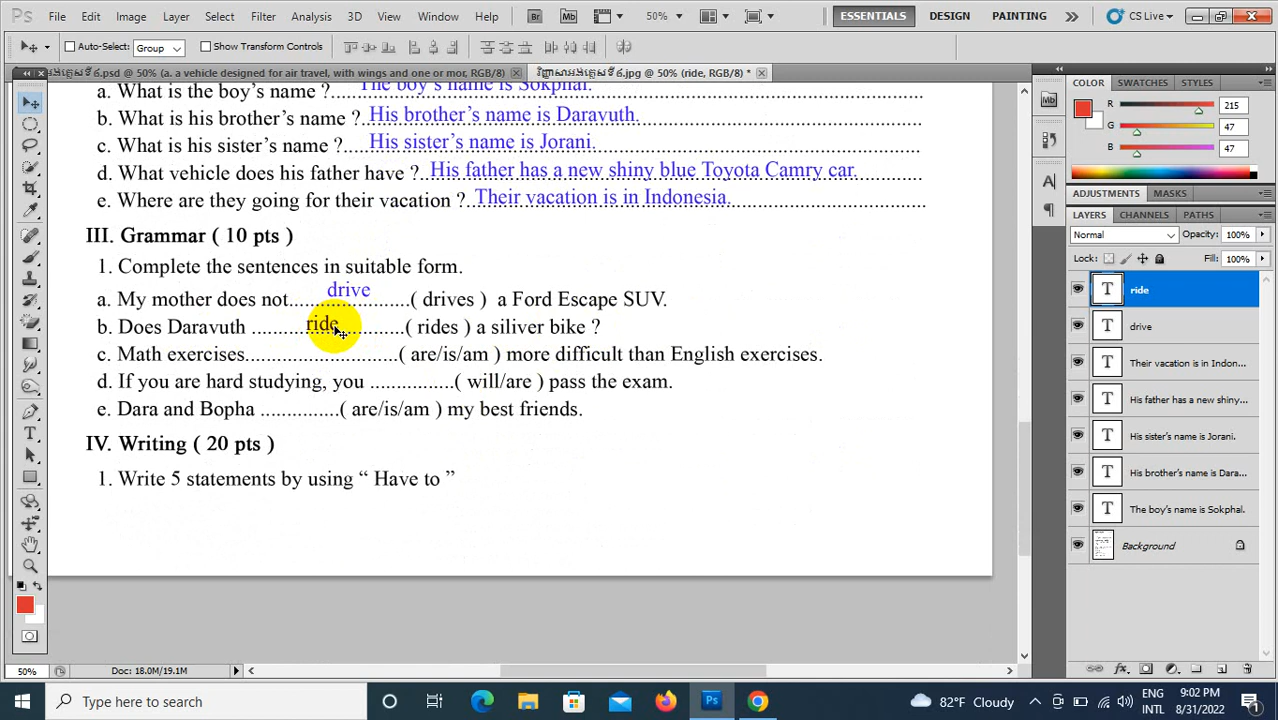 Ps File Edit Image Layer Select Filter Analysis 3D View Window Help Br Mb 50% ESSENTIALS DESIGN PAINTING CS Live
Auto-Select: Group Show Transform Controls
.psd @ 50% (a. a vehicle designed for air travel, with wings and one or mor, RGB/8) .jpg @ 50% (ride, RGB/8) *
a. What is the boy's name ? The boy's name is Sokphal.
b. What is his brother's name ? His brother's name is Daravuth.
c. What is his sister's name ? His sister's name is Jorani.
d. What vehicle does his father have ? His father has a new shiny blue Toyota Camry car.
e. Where are they going for their vacation ? Their vacation is in Indonesia.
III. Grammar ( 10 pts )
1. Complete the sentences in suitable form.
a. My mother does not......drive......( drives ) a Ford Escape SUV.
b. Does Daravuth ......ride......( rides ) a siliver bike ?
c. Math exercises.............................( are/is/am ) more difficult than English exercises.
d. If you are hard studying, you ................( will/are ) pass the exam.
e. Dara and Bopha ...............( are/is/am ) my best friends.
IV. Writing ( 20 pts )
1. Write 5 statements by using “ Have to ”
COLOR SWATCHES STYLES
R 215
G 47
B 47
ADJUSTMENTS MASKS
LAYERS CHANNELS PATHS
Normal Opacity: 100%
Lock: Fill: 100%
T ride
T drive
T Their vacation is in Indon...
T His father has a new shiny...
T His sister's name is Jorani.
T His brother's name is Dara...
T The boy's name is Sokphal.
Background
50% Doc: 18.0M/19.1M
Type here to search Ps 82°F Cloudy ENG INTL 9:02 PM 8/31/2022 1